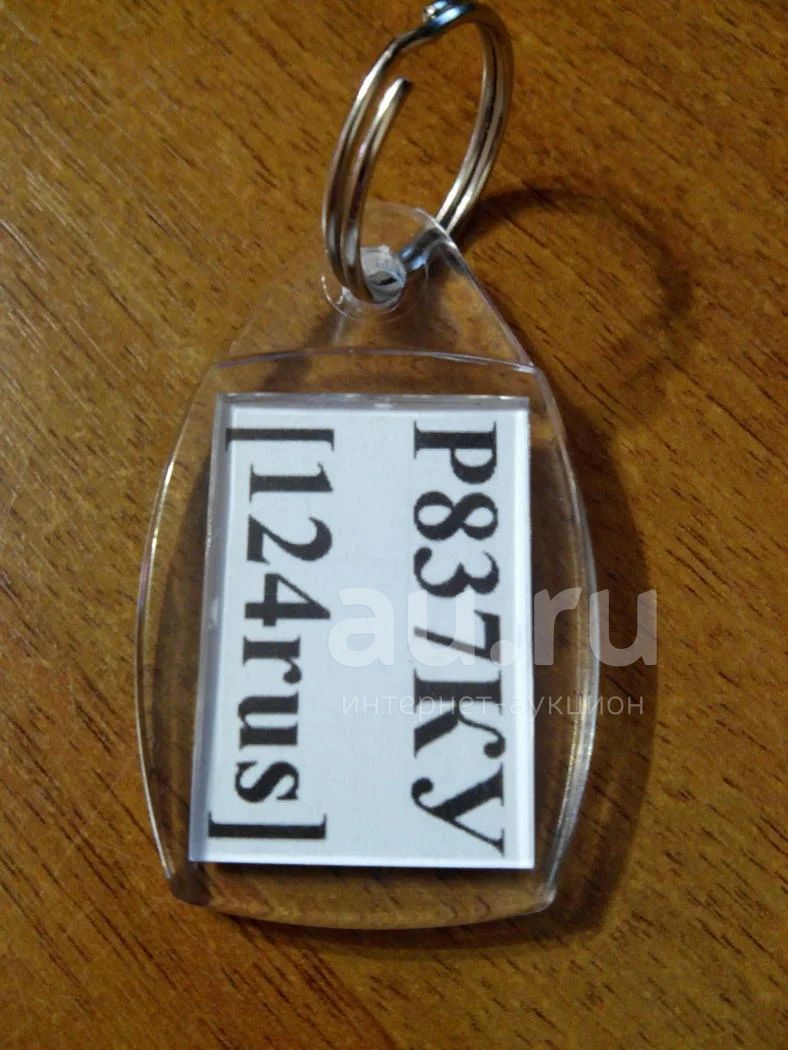 Р837КУ
[124rus]
au.ru
интернет-аукцион